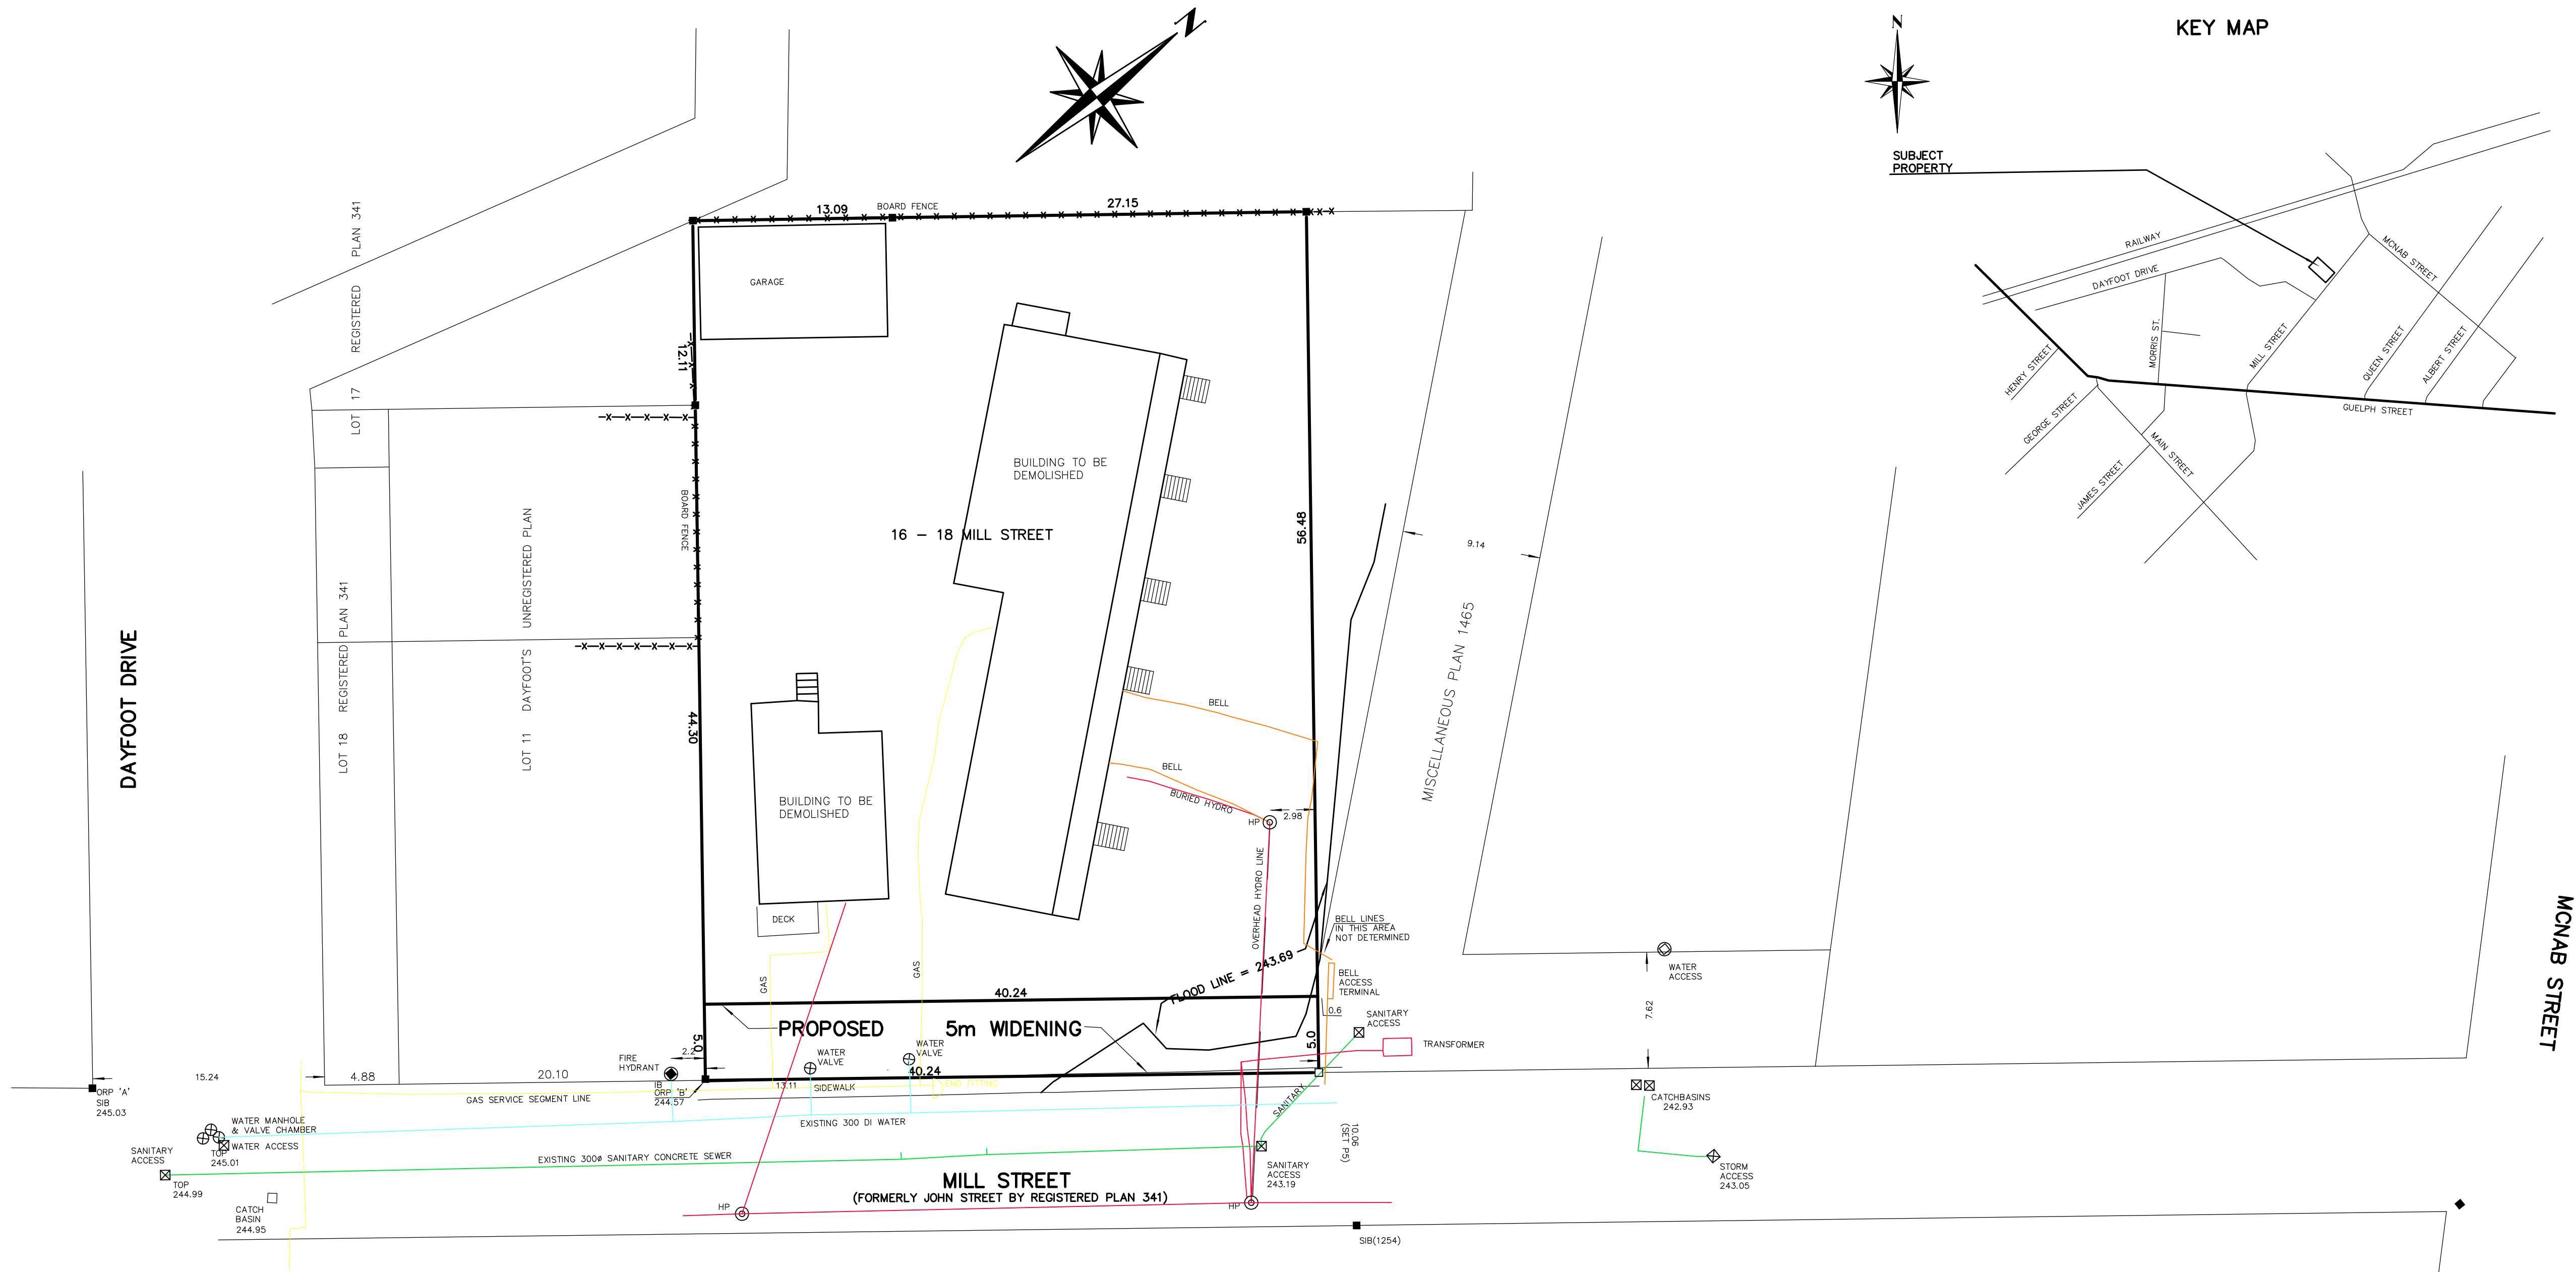 N
N
KEY MAP
SUBJECT
PROPERTY
RAILWAY
DAYFOOT DRIVE
MCNAB STREET
HENRY STREET
MORRIS ST.
MILL STREET
QUEEN STREET
ALBERT STREET
GEORGE STREET
GUELPH STREET
JAMES STREET
MAIN STREET
13.09
BOARD FENCE
27.15
GARAGE
12.11
LOT 17 REGISTERED PLAN 341
BUILDING TO BE
DEMOLISHED
BOARD FENCE
16 - 18 MILL STREET
56.48
9.14
LOT 18 REGISTERED PLAN 341
LOT 11 DAYFOOT'S UNREGISTERED PLAN
MISCELLANEOUS PLAN 1465
DAYFOOT DRIVE
44.30
BELL
BELL
BURIED HYDRO
HP
2.98
BUILDING TO BE
DEMOLISHED
OVERHEAD HYDRO LINE
DECK
BELL LINES
IN THIS AREA
NOT DETERMINED
GAS
GAS
FLOOD LINE = 243.69
BELL
ACCESS
TERMINAL
WATER
ACCESS
MCNAB STREET
40.24
0.6
7.62
PROPOSED 5m WIDENING
5.0
5.0
SANITARY
ACCESS
TRANSFORMER
FIRE
HYDRANT
WATER
VALVE
WATER
VALVE
40.24
15.24
4.88
20.10
13.11
SIDEWALK
END FITTING
IB
ORP 'B'
244.57
ORP 'A'
SIB
245.03
GAS SERVICE SEGMENT LINE
SANITARY
CATCHBASINS
242.93
WATER MANHOLE
& VALVE CHAMBER
WATER ACCESS
TOP
245.01
EXISTING 300 DI WATER
10.06
(SET P5)
SANITARY
ACCESS
TOP
244.99
EXISTING 300Ø SANITARY CONCRETE SEWER
SANITARY
ACCESS
243.19
STORM
ACCESS
243.05
MILL STREET
(FORMERLY JOHN STREET BY REGISTERED PLAN 341)
HP
HP
CATCH
BASIN
244.95
SIB(1254)